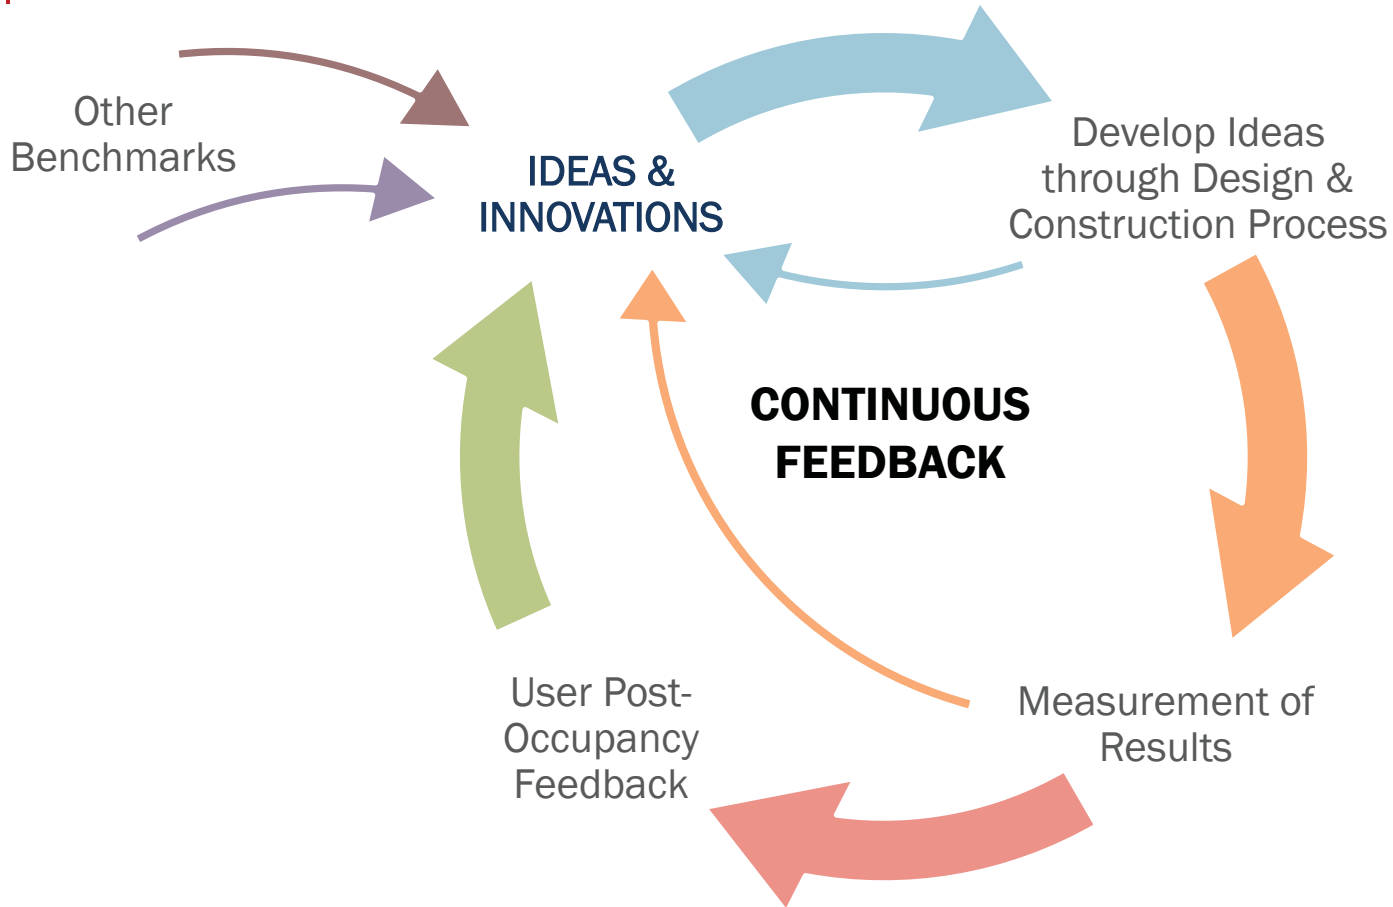 Other
Benchmarks
IDEAS &
INNOVATIONS
Develop Ideas
through Design &
Construction Process
CONTINUOUS
FEEDBACK
Measurement of
Results
User Post-
Occupancy
Feedback